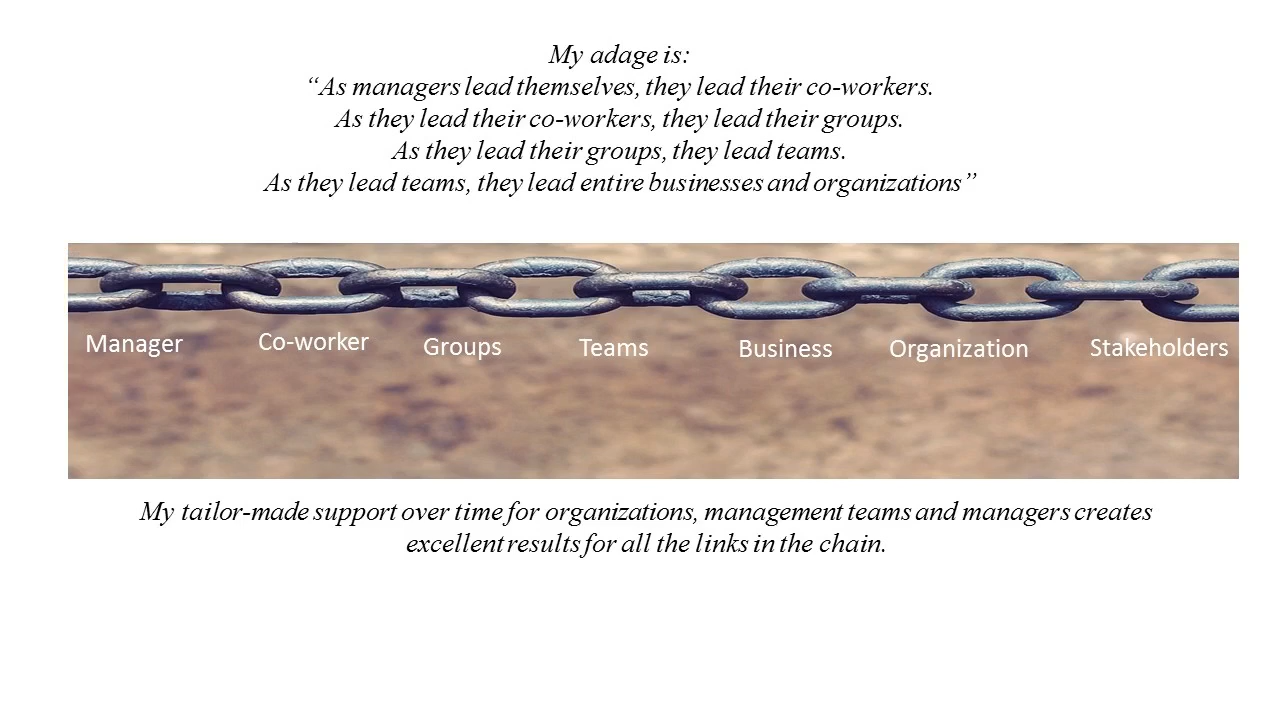 My adage is:
“As managers lead themselves, they lead their co-workers.
As they lead their co-workers, they lead their groups.
As they lead their groups, they lead teams.
As they lead teams, they lead entire businesses and organizations”
Manager Co-worker Groups Teams Business Organization Stakeholders
My tailor-made support over time for organizations, management teams and managers creates
excellent results for all the links in the chain.